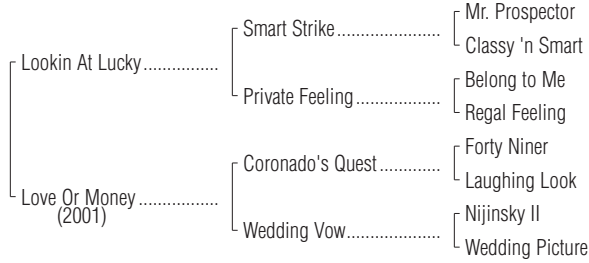 Mr. Prospector
Smart Strike...................
Classy 'n Smart
Lookin At Lucky...............
Belong to Me
Private Feeling.................
Regal Feeling
Forty Niner
Coronado's Quest............
Laughing Look
Love Or Money................
(2001)
Nijinsky II
Wedding Vow...................
Wedding Picture